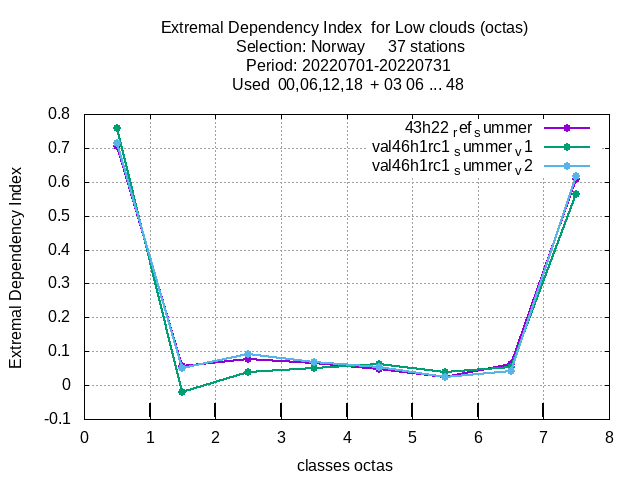 Extremal Dependency Index for Low clouds (octas)
Selection: Norway 37 stations
Period: 20220701-20220731
Used 00,06,12,18 + 03 06 ... 48
43h22 ref summer
val46h1rc1 summer v1
val46h1rc1 summer v2
Extremal Dependency Index
0.8
0.7
0.6
0.5
0.4
0.3
0.2
0.1
0
-0.1
0 1 2 3 4 5 6 7 8
classes octas